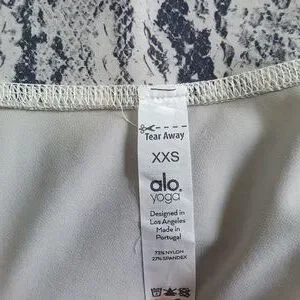 Tear Away
XXS
alo
yoga
Designed in
Los Angeles
Made in
Portugal
73% NYLON
27% SPANDEX